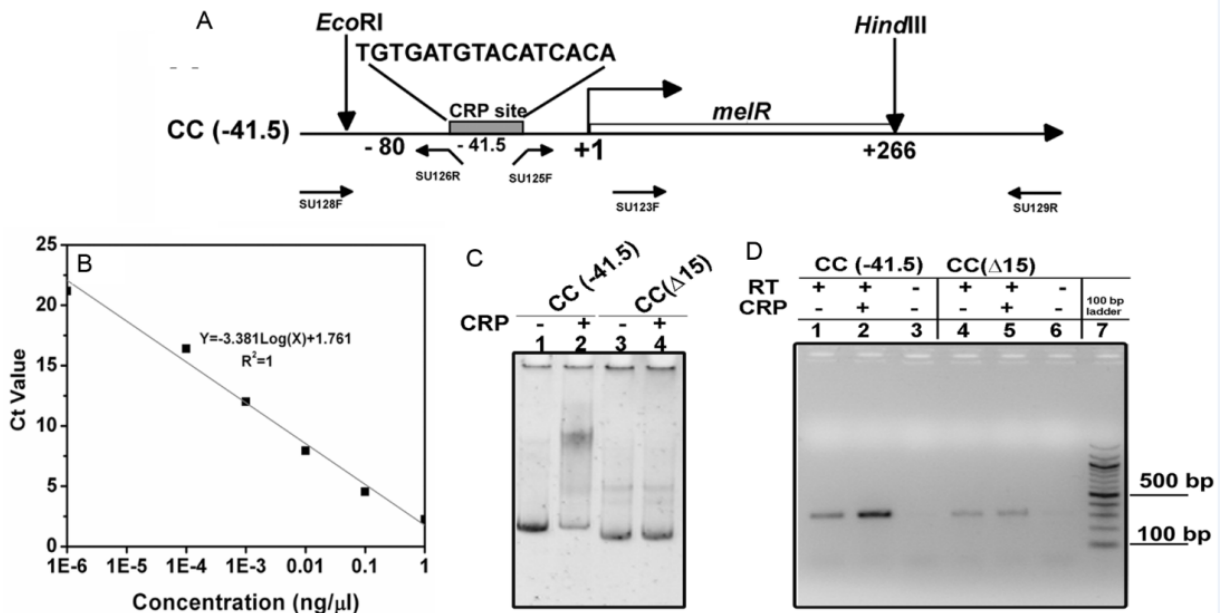 A
EcoRI
HindIII
TGTGATGTACATCACA
CRP site
melR
CC (-41.5)
- 80
- 41.5
+1
+266
SU126R
SU125F
SU128F
SU123F
SU129R
B
25
20
15
10
5
0
Ct Value
Y=-3.381Log(X)+1.761
R²=1
1E-6
1E-4
1E-3
0.01
0.1
1
Concentration (ng/µl)
C
CC (-41.5)
CC(Δ15)
CRP - + - +
1 2 3 4
D
CC (-41.5) CC(Δ15)
RT + + - + + -
CRP - + - +
100 bp
ladder
1 2 3 4 5 6 7
500 bp
100 bp